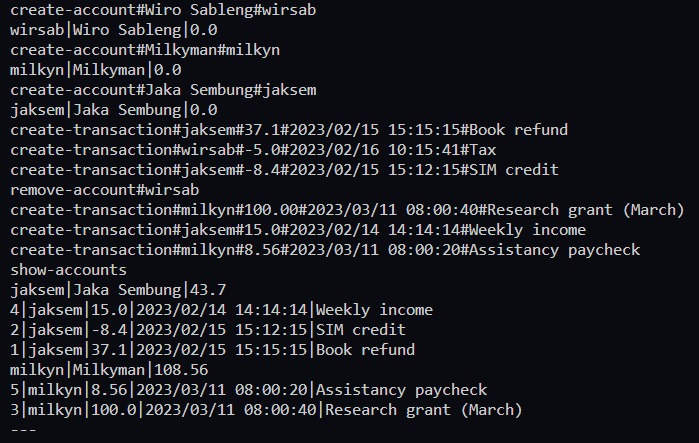 create-account#Wiro Sableng#wirsab
wirsab|Wiro Sableng|0.0
create-account#Milkyman#milkyn
milkyn|Milkyman|0.0
create-account#Jaka Sembung#jaksem
jaksem|Jaka Sembung|0.0
create-transaction#jaksem#37.1#2023/02/15 15:15:15#Book refund
create-transaction#wirsab#-5.0#2023/02/16 10:15:41#Tax
create-transaction#jaksem#-8.4#2023/02/15 15:12:15#SIM credit
remove-account#wirsab
create-transaction#milkyn#100.00#2023/03/11 08:00:40#Research grant (March)
create-transaction#jaksem#15.0#2023/02/14 14:14:14#Weekly income
create-transaction#milkyn#8.56#2023/03/11 08:00:20#Assistancy paycheck
show-accounts
jaksem|Jaka Sembung|43.7
4|jaksem|15.0|2023/02/14 14:14:14|Weekly income
2|jaksem|-8.4|2023/02/15 15:12:15|SIM credit
1|jaksem|37.1|2023/02/15 15:15:15|Book refund
milkyn|Milkyman|108.56
5|milkyn|8.56|2023/03/11 08:00:20|Assistancy paycheck
3|milkyn|100.0|2023/03/11 08:00:40|Research grant (March)
---